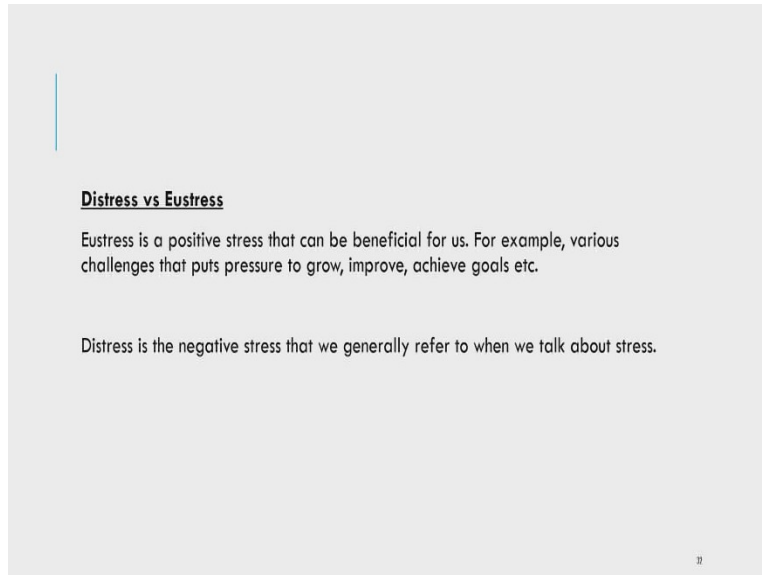 Distress vs Eustress
Eustress is a positive stress that can be beneficial for us. For example, various
challenges that puts pressure to grow, improve, achieve goals etc.
Distress is the negative stress that we generally refer to when we talk about stress.